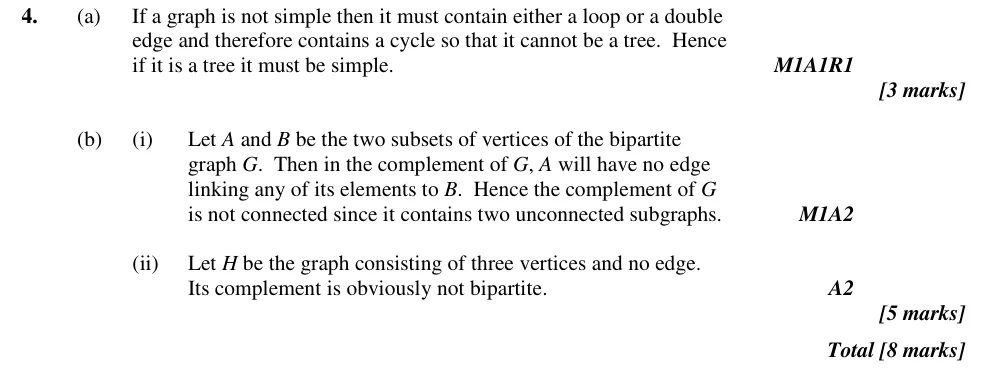 4. (a) If a graph is not simple then it must contain either a loop or a double
edge and therefore contains a cycle so that it cannot be a tree. Hence
if it is a tree it must be simple. M1A1R1
[3 marks]
(b) (i) Let A and B be the two subsets of vertices of the bipartite
graph G. Then in the complement of G, A will have no edge
linking any of its elements to B. Hence the complement of G
is not connected since it contains two unconnected subgraphs. M1A2
(ii) Let H be the graph consisting of three vertices and no edge.
Its complement is obviously not bipartite. A2
[5 marks]
Total [8 marks]